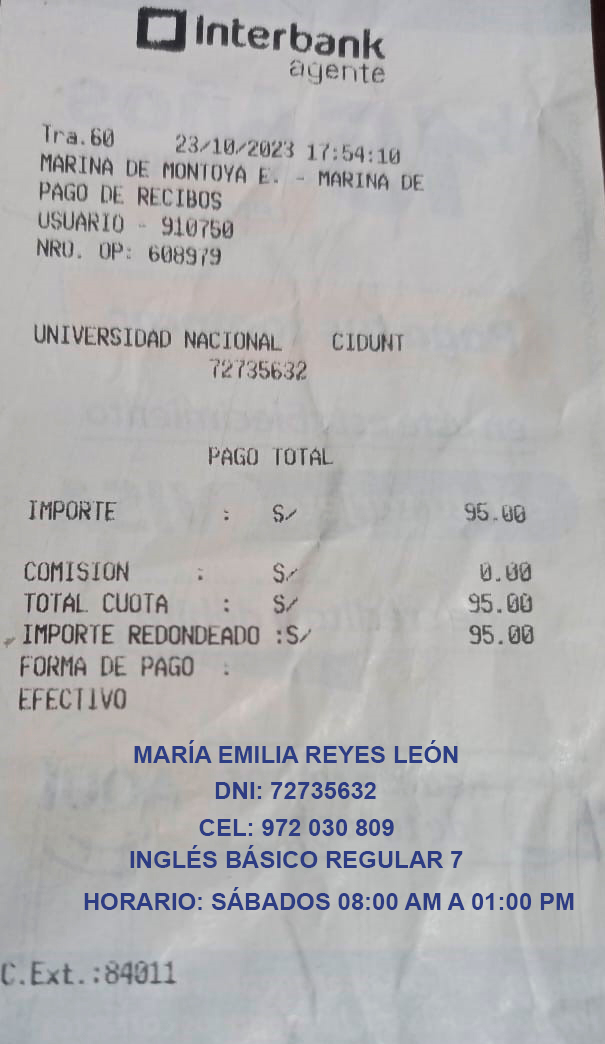 Interbank
agente
Tra.60 23/10/2023 17:54:10
MARINA DE MONTOYA E. - MARINA DE
PAGO DE RECIBOS
USUARIO - 910750
NRO. OP: 608979
UNIVERSIDAD NACIONAL CIDUNT
72735632
PAGO TOTAL
IMPORTE : S/ 95.00
COMISION : S/ 0.00
TOTAL CUOTA : S/ 95.00
IMPORTE REDONDEADO :S/ 95.00
FORMA DE PAGO :
EFECTIVO
MARÍA EMILIA REYES LEÓN
DNI: 72735632
CEL: 972 030 809
INGLÉS BÁSICO REGULAR 7
HORARIO: SÁBADOS 08:00 AM A 01:00 PM
C.Ext.:84011